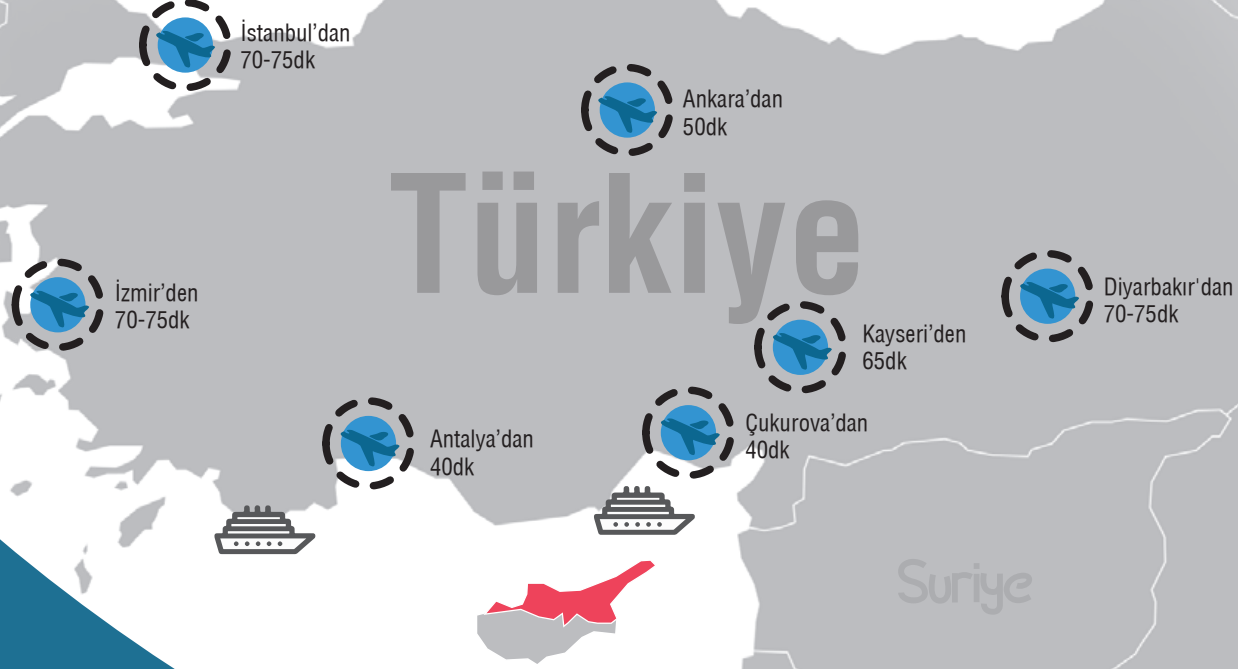 İstanbul’dan
70-75dk
Ankara’dan
50dk
Türkiye
İzmir’den
70-75dk
Diyarbakır'dan
70-75dk
Kayseri’den
65dk
Çukurova’dan
40dk
Antalya’dan
40dk
Suriye